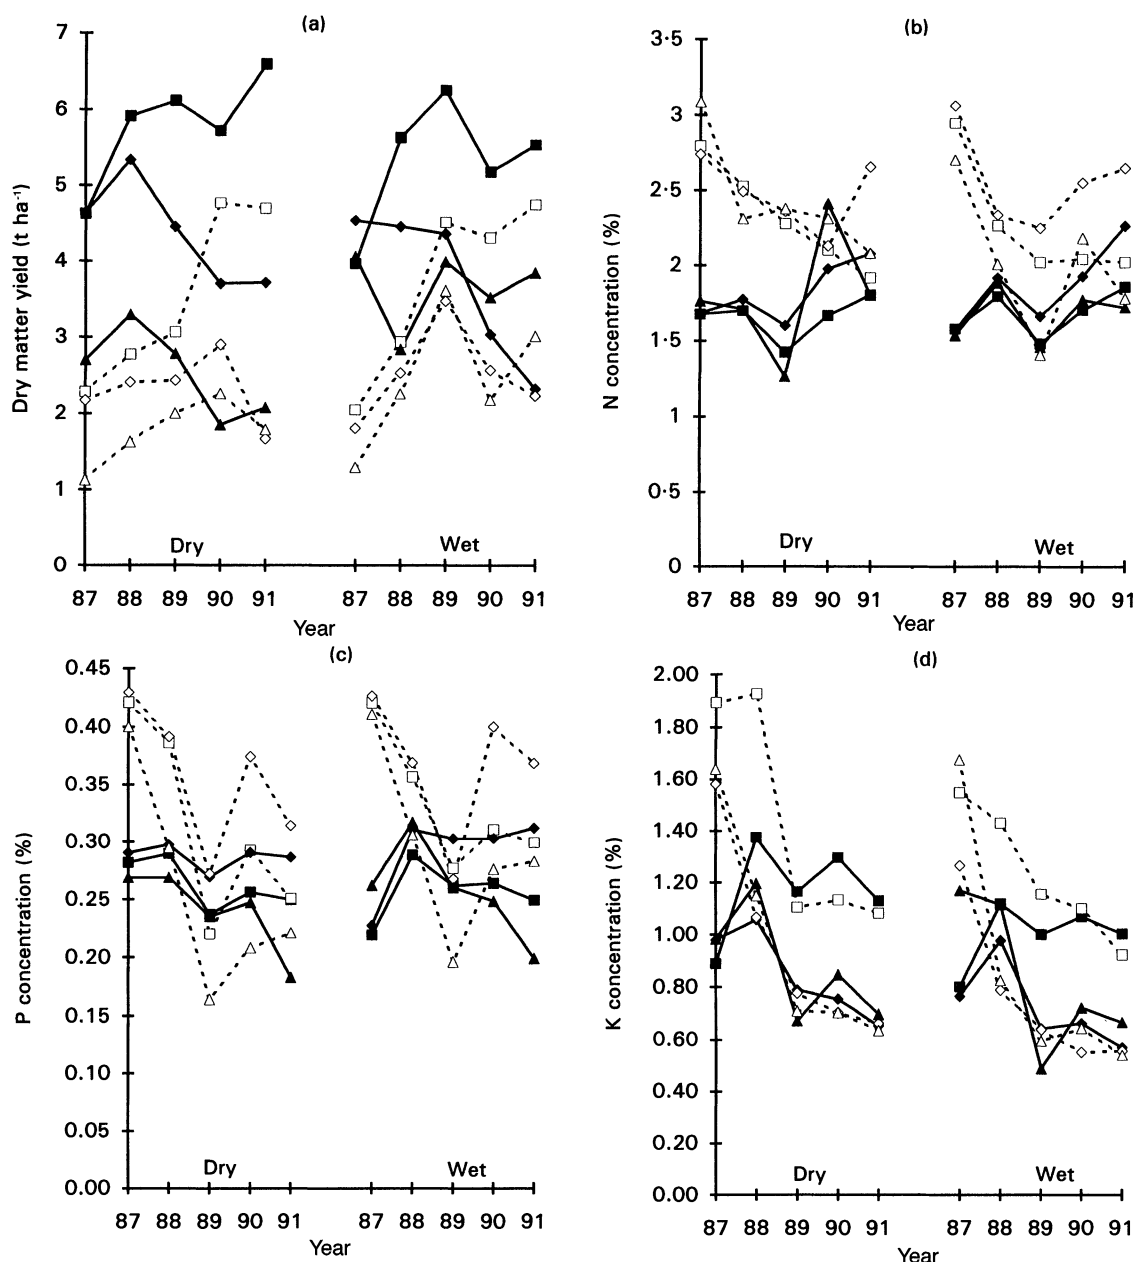 (a)
7
6
5
4
3
2
1
0
Dry matter yield (t ha⁻¹)
Dry
Wet
87 88 89 90 91 87 88 89 90 91
Year
(b)
3·5
3
2·5
2
1·5
1
0·5
0
N concentration (%)
Dry
Wet
87 88 89 90 91 87 88 89 90 91
Year
(c)
0.45
0.40
0.35
0.30
0.25
0.20
0.15
0.10
0.05
0.00
P concentration (%)
Dry
Wet
87 88 89 90 91 87 88 89 90 91
Year
(d)
2.00
1.80
1.60
1.40
1.20
1.00
0.80
0.60
0.40
0.20
0.00
K concentration (%)
Dry
Wet
87 88 89 90 91 87 88 89 90 91
Year